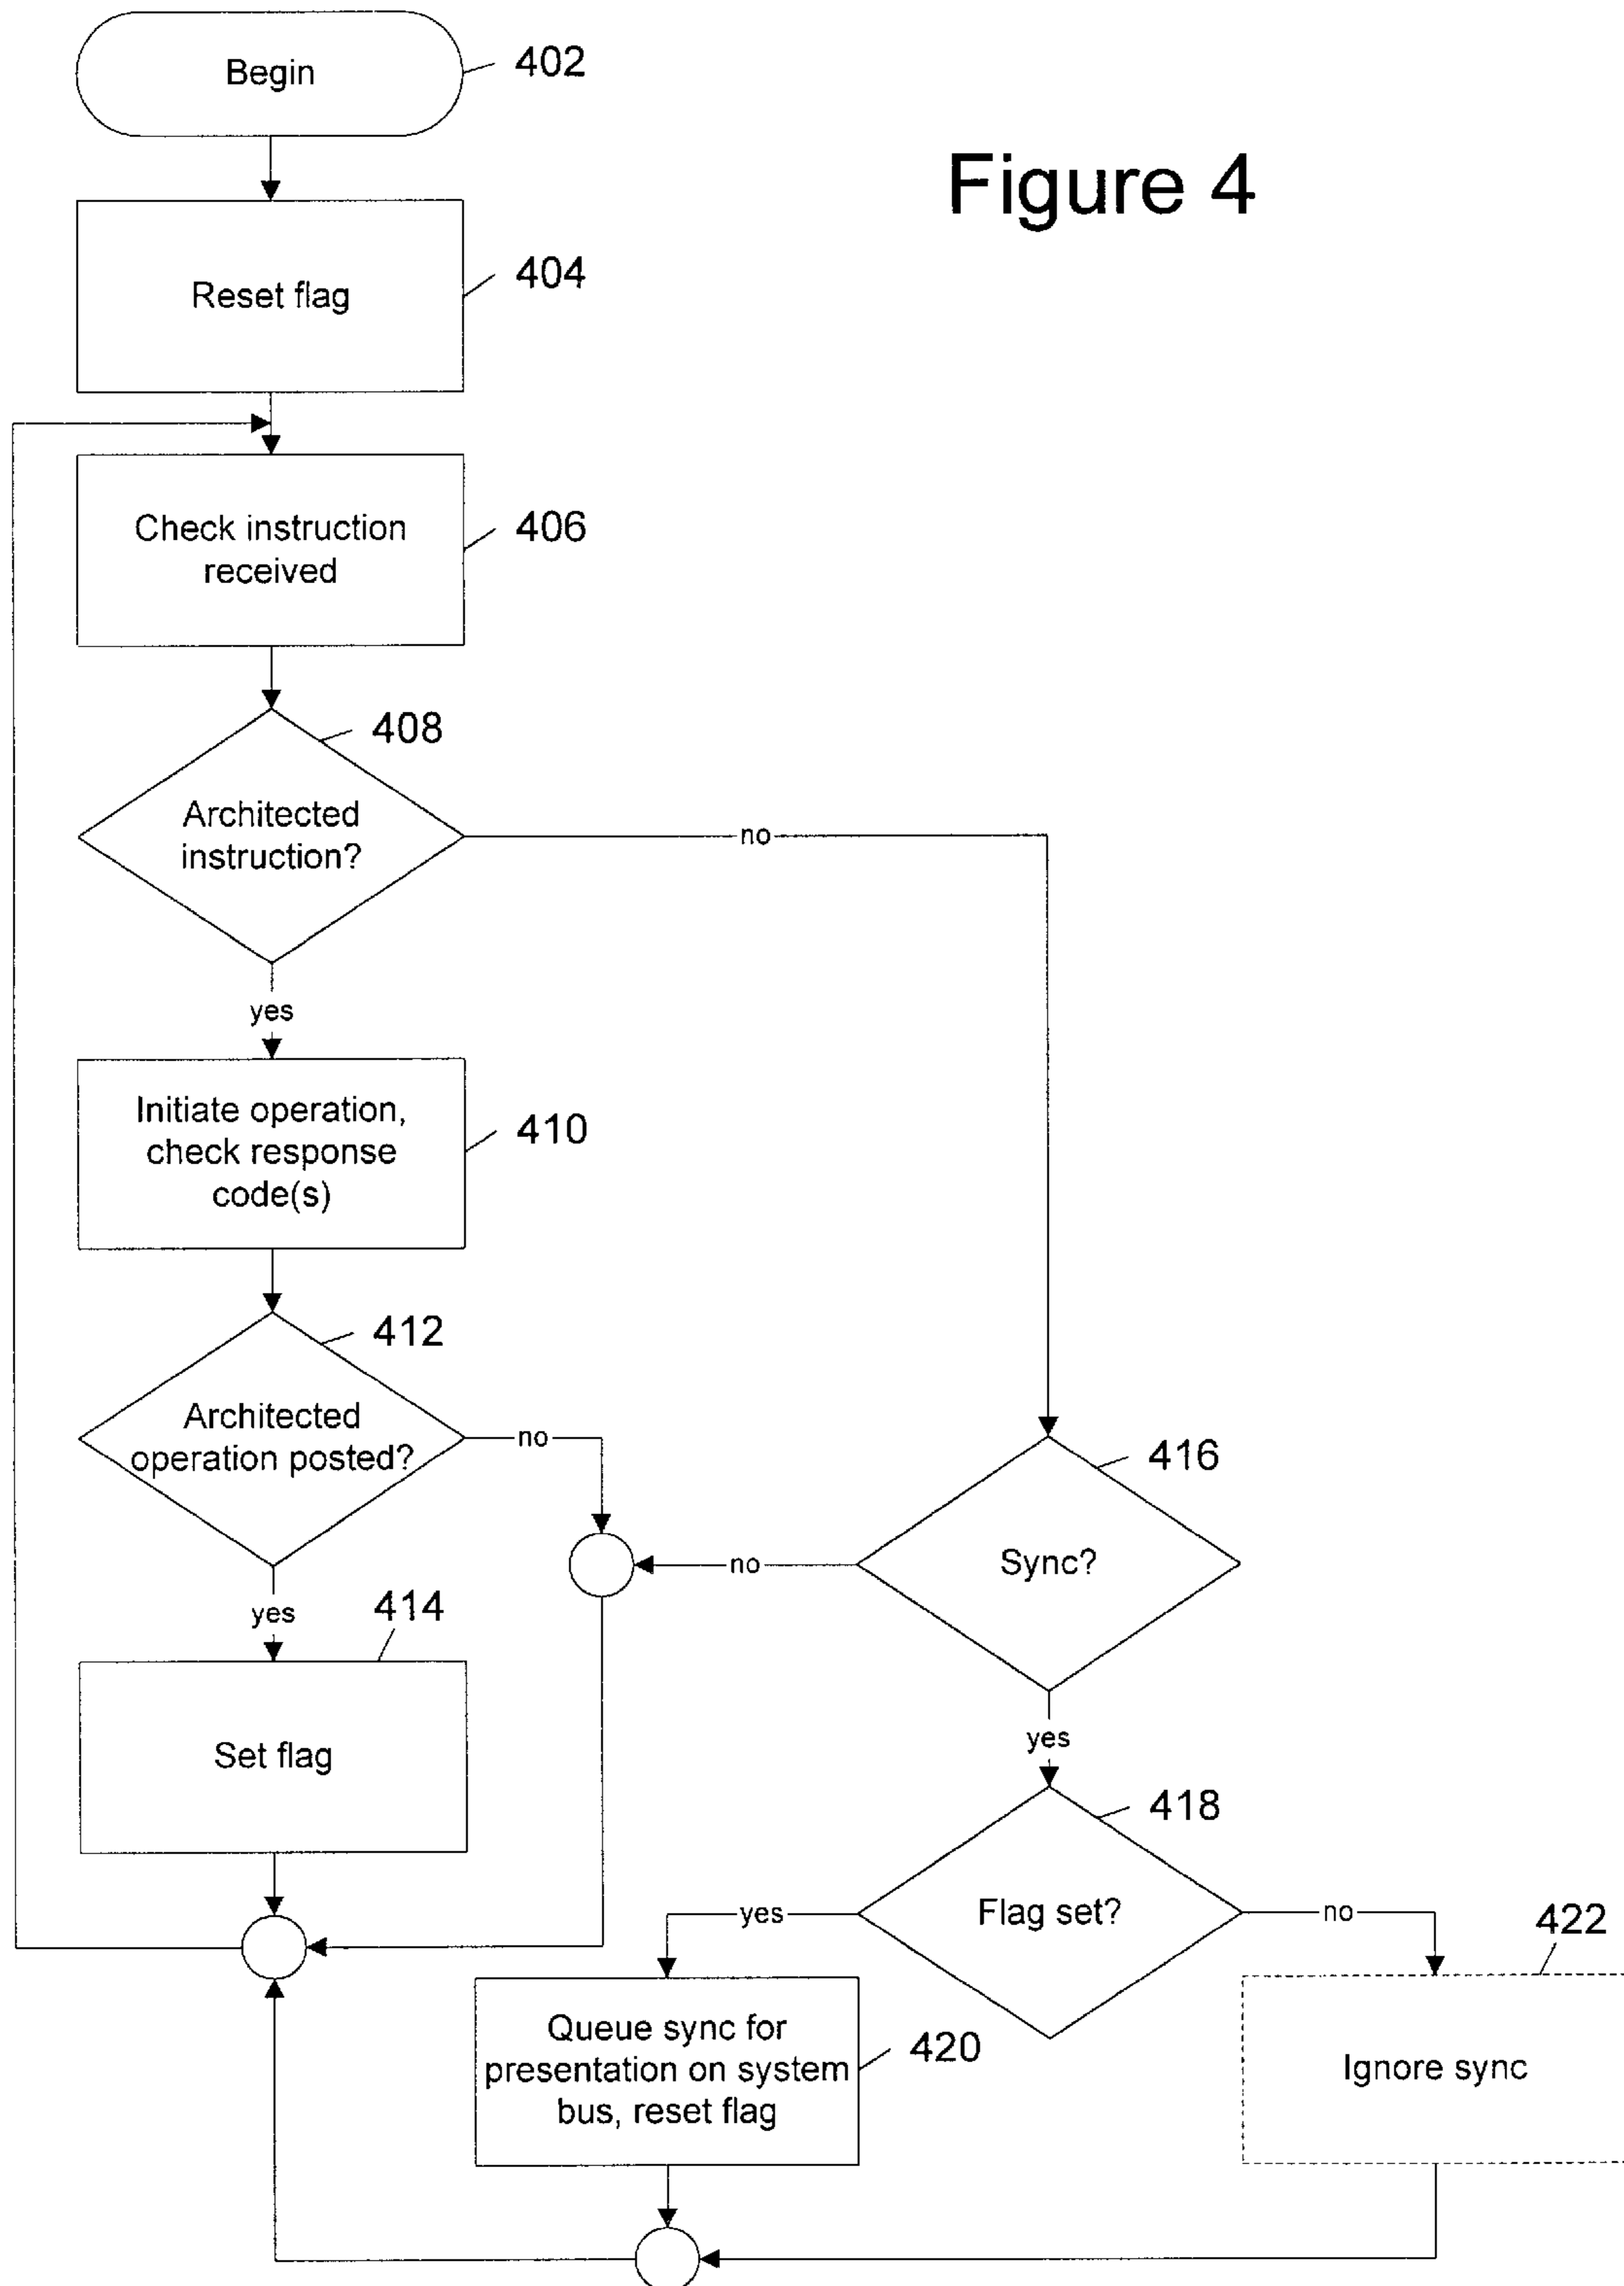 Begin
402
Figure 4
Reset flag
404
Check instruction
received
406
408
Architected
instruction?
no
yes
Initiate operation,
check response
code(s)
410
412
Architected
operation posted?
no
416
Sync?
no
yes
414
Set flag
yes
418
Flag set?
yes
no
422
Queue sync for
presentation on system
bus, reset flag
420
Ignore sync